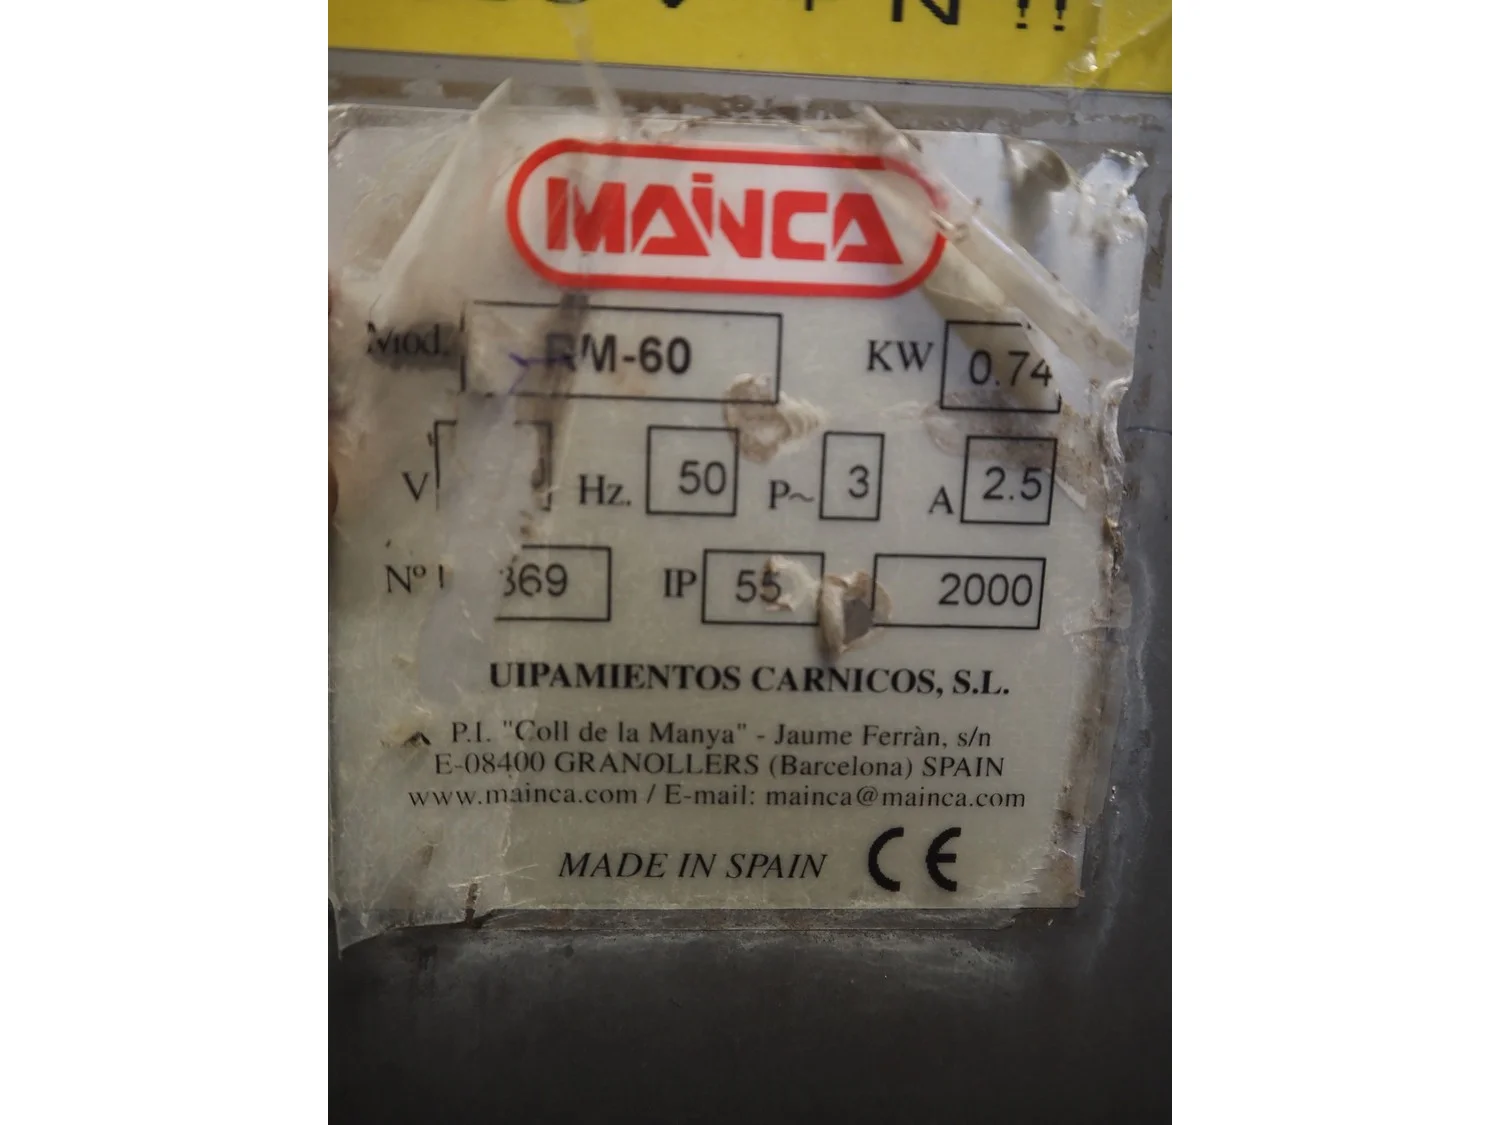 MAINCA
Mod. RM-60 KW 0.74
V Hz. 50 P~ 3 A 2.5
Nº 369 IP 55 2000
UIPAMIENTOS CARNICOS, S.L.
P.I. "Coll de la Manya" - Jaume Ferràn, s/n
E-08400 GRANOLLERS (Barcelona) SPAIN
www.mainca.com / E-mail: mainca@mainca.com
MADE IN SPAIN CE